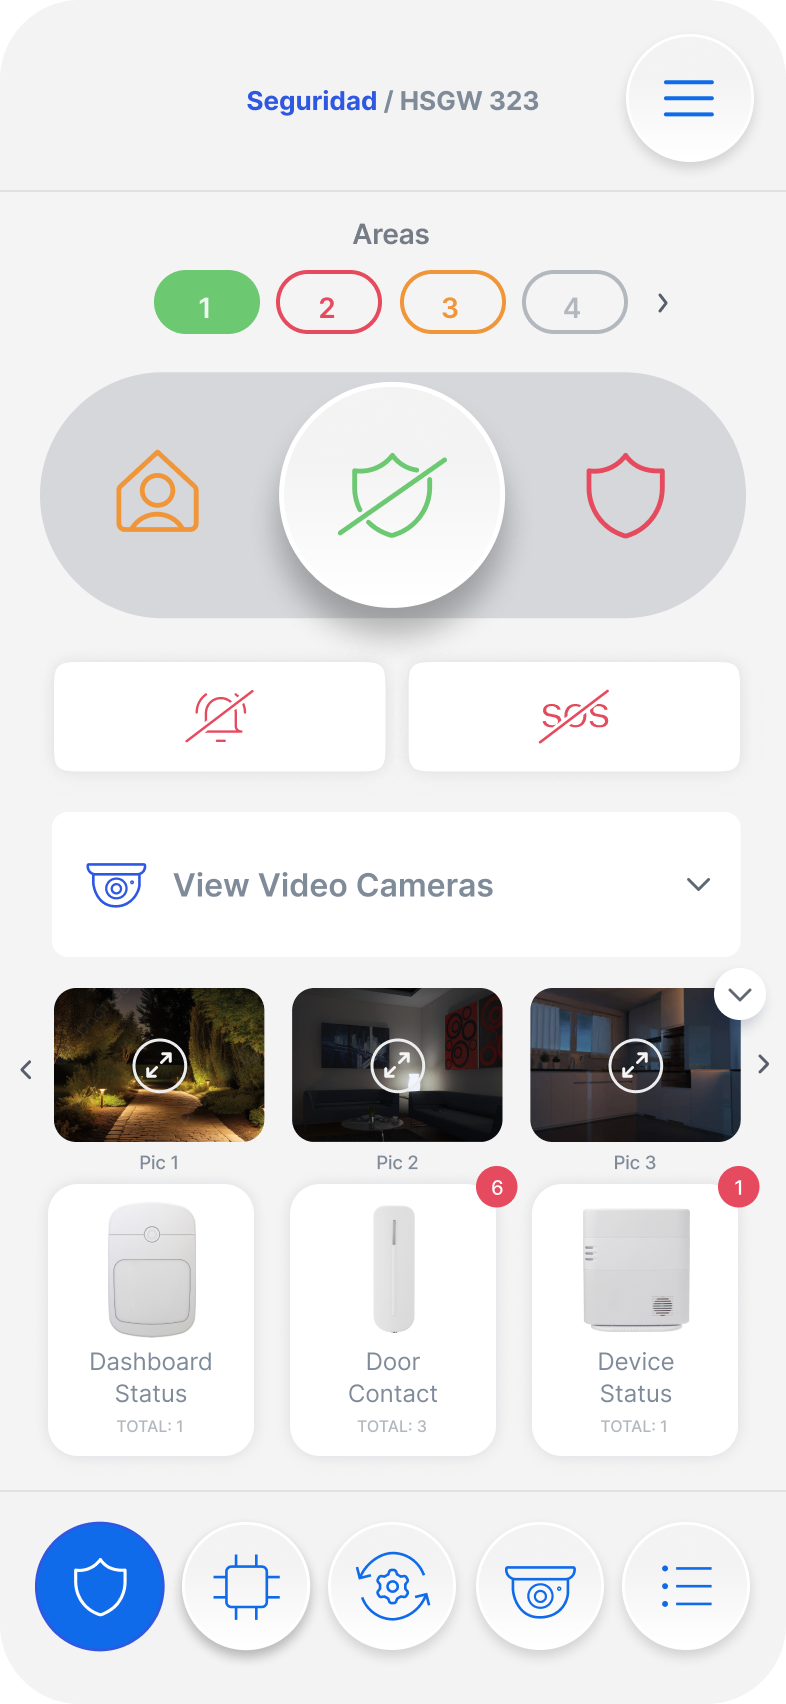 Seguridad / HSGW 323
Areas
1 2 3 4
SOS
View Video Cameras
Pic 1 Pic 2 Pic 3
6 1
Dashboard Status
TOTAL: 1
Door Contact
TOTAL: 3
Device Status
TOTAL: 1